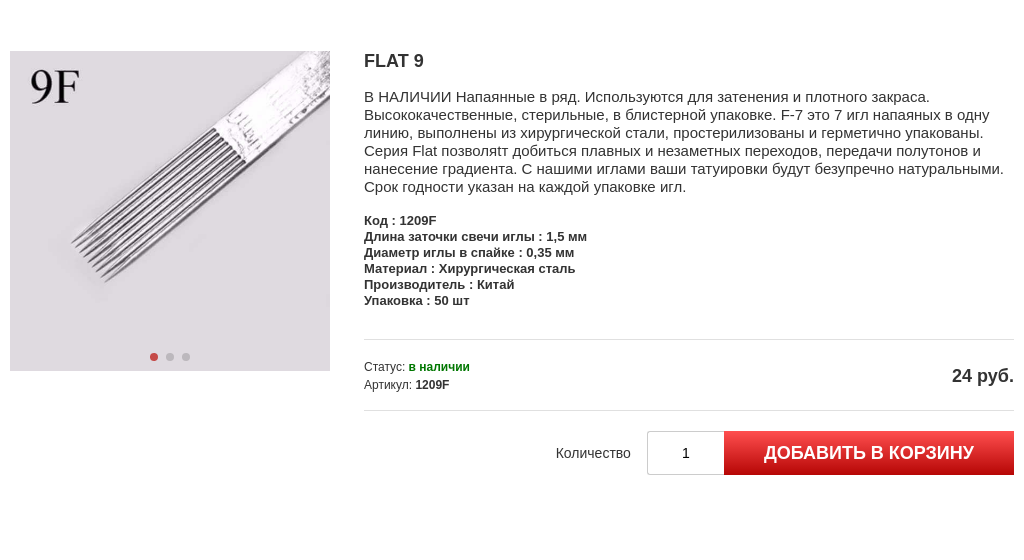 9F
FLAT 9
В НАЛИЧИИ Напаянные в ряд. Используются для затенения и плотного закраса.
Высококачественные, стерильные, в блистерной упаковке. F-7 это 7 игл напаяных в одну
линию, выполнены из хирургической стали, простерилизованы и герметично упакованы.
Серия Flat позволяtт добиться плавных и незаметных переходов, передачи полутонов и
нанесение градиента. С нашими иглами ваши татуировки будут безупречно натуральными.
Срок годности указан на каждой упаковке игл.
Код : 1209F
Длина заточки свечи иглы : 1,5 мм
Диаметр иглы в спайке : 0,35 мм
Материал : Хирургическая сталь
Производитель : Китай
Упаковка : 50 шт
Статус: в наличии
Артикул: 1209F
24 руб.
Количество
1
ДОБАВИТЬ В КОРЗИНУ